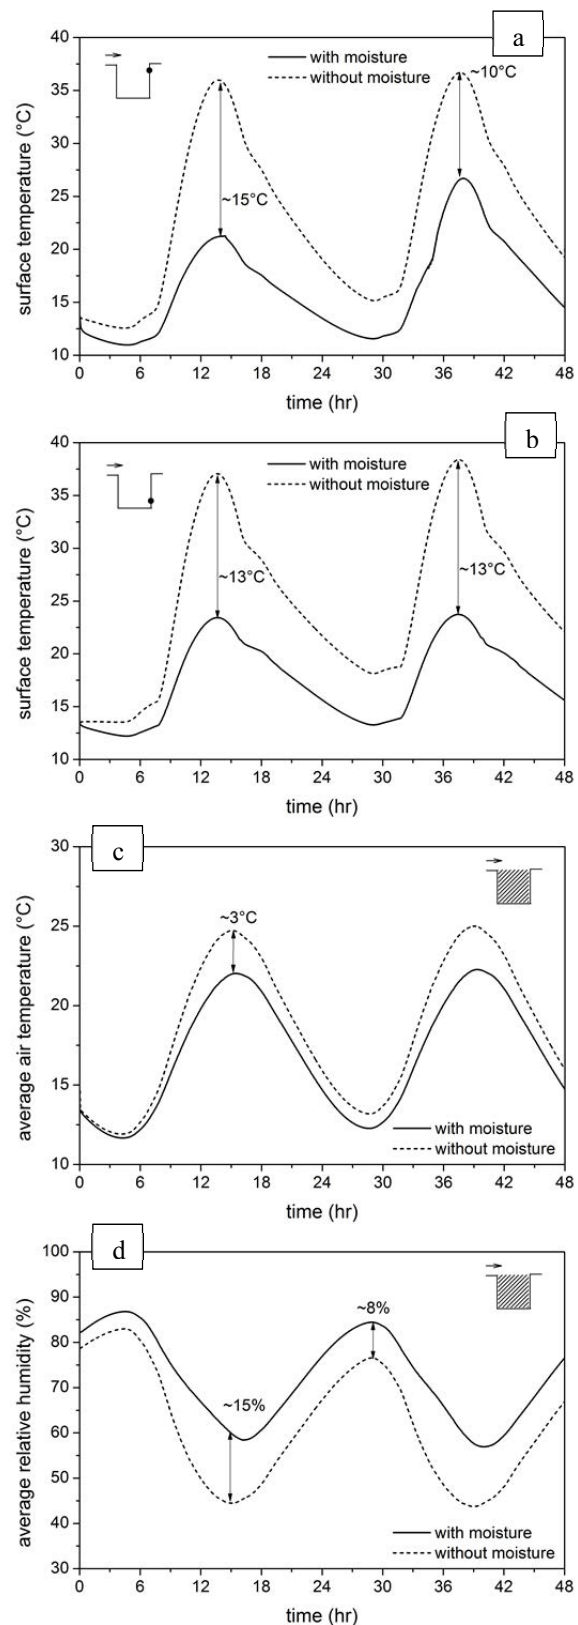 a
40
35
30
25
20
15
10
surface temperature (°C)
with moisture
without moisture
~15°C
~10°C
0 6 12 18 24 30 36 42 48
time (hr)
b
40
35
30
25
20
15
10
surface temperature (°C)
with moisture
without moisture
~13°C
~13°C
0 6 12 18 24 30 36 42 48
time (hr)
c
30
25
20
15
10
average air temperature (°C)
~3°C
with moisture
without moisture
0 6 12 18 24 30 36 42 48
time (hr)
d
100
90
80
70
60
50
40
30
average relative humidity (%)
~15%
~8%
with moisture
without moisture
0 6 12 18 24 30 36 42 48
time (hr)